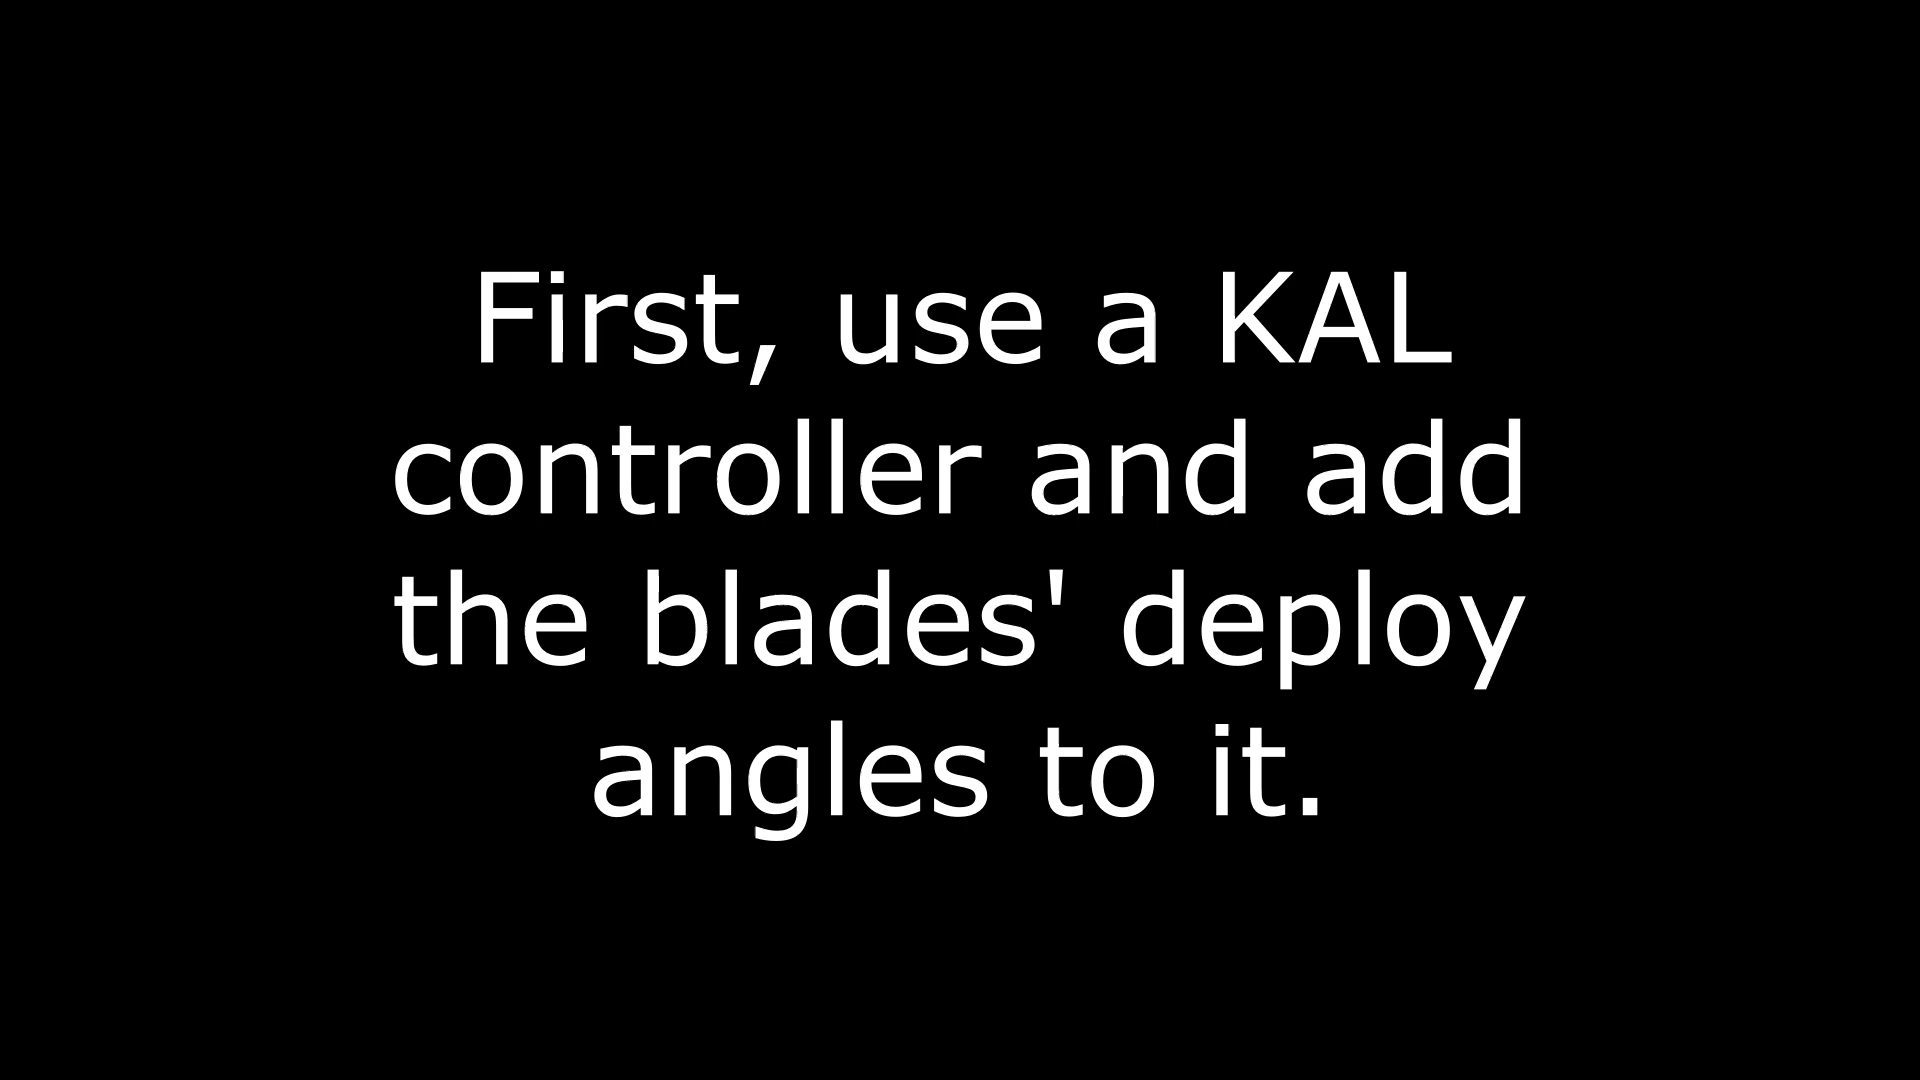 First, use a KAL
controller and add
the blades' deploy
angles to it.